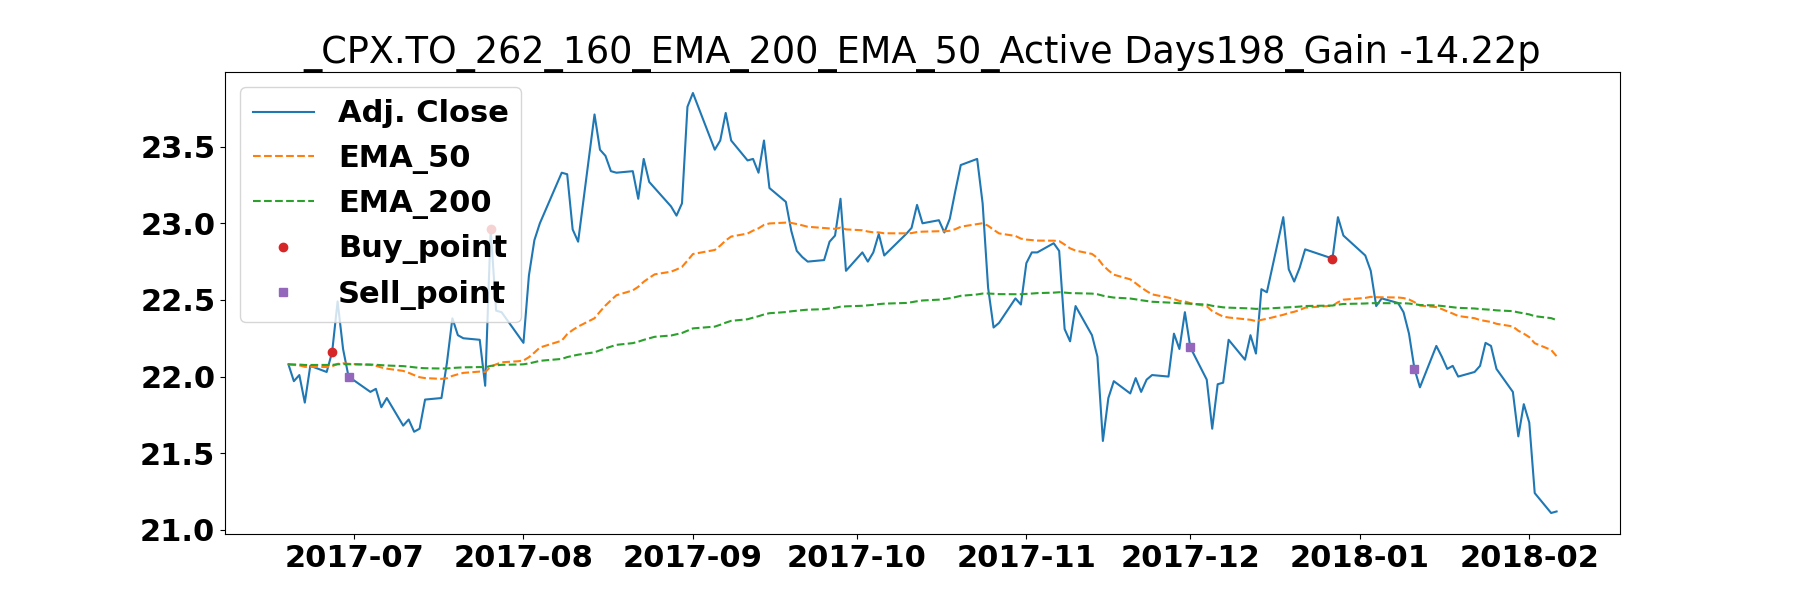 _CPX.TO_262_160_EMA_200_EMA_50_Active Days198_Gain -14.22p
Adj. Close
EMA_50
EMA_200
Buy_point
Sell_point
23.5
23.0
22.5
22.0
21.5
21.0
2017-07 2017-08 2017-09 2017-10 2017-11 2017-12 2018-01 2018-02